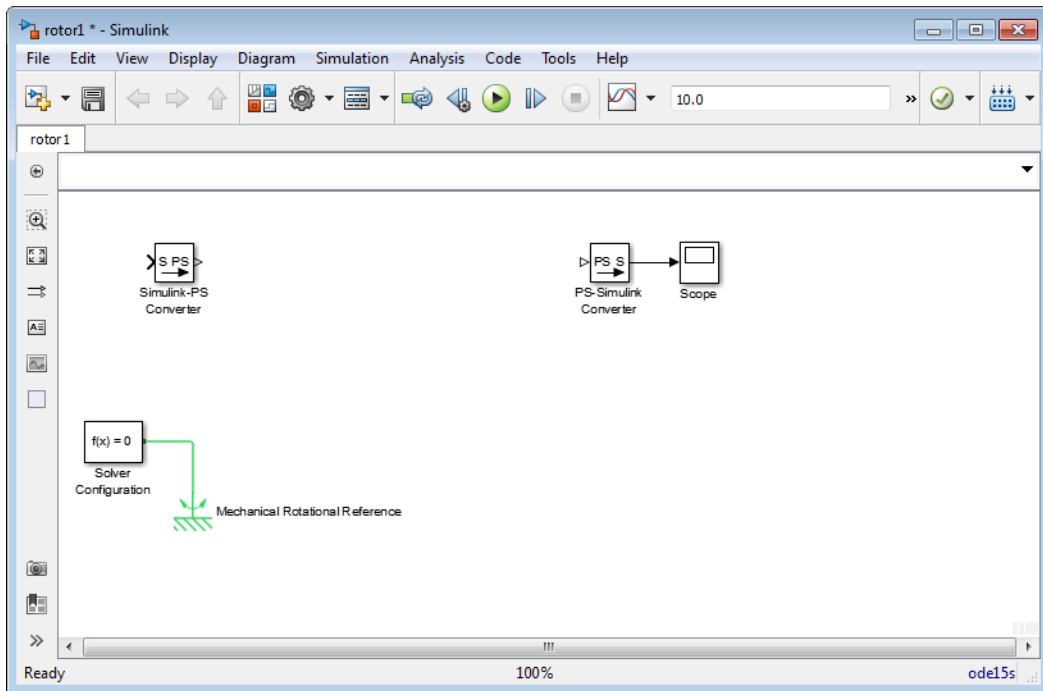 rotor1 * - Simulink
File Edit View Display Diagram Simulation Analysis Code Tools Help
10.0 »
rotor1
S PS
Simulink-PS
Converter
PS S
PS-Simulink
Converter
Scope
f(x) = 0
Solver
Configuration
Mechanical Rotational Reference
Ready 100% ode15s